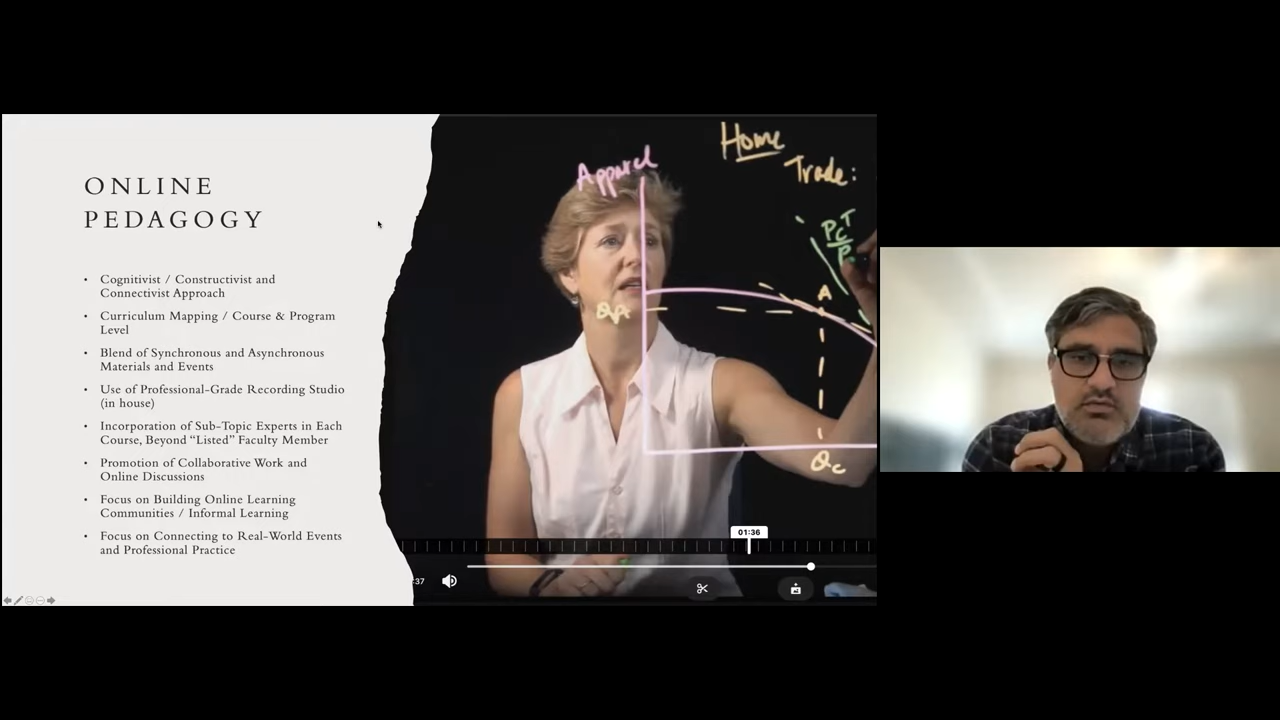 ONLINE
PEDAGOGY
• Cognitivist / Constructivist and
Connectivist Approach
• Curriculum Mapping / Course & Program
Level
• Blend of Synchronous and Asynchronous
Materials and Events
• Use of Professional-Grade Recording Studio
(in house)
• Incorporation of Sub-Topic Experts in Each
Course, Beyond “Listed” Faculty Member
• Promotion of Collaborative Work and
Online Discussions
• Focus on Building Online Learning
Communities / Informal Learning
• Focus on Connecting to Real-World Events
and Professional Practice
Home
Trade:
Apparel
A
QA
Qc
01:36
:37